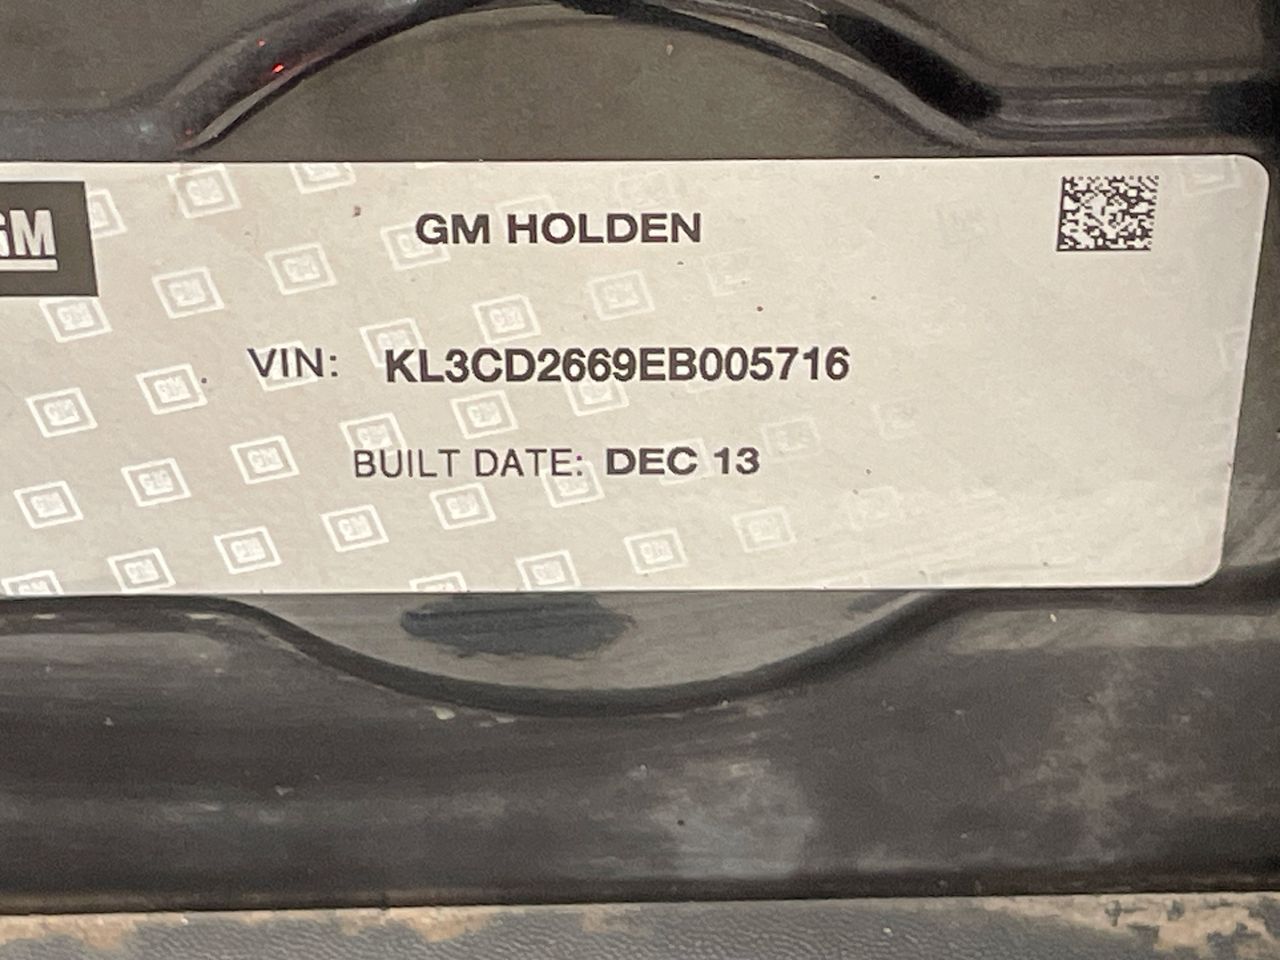 GM
GM HOLDEN
VIN: KL3CD2669EB005716
BUILT DATE: DEC 13